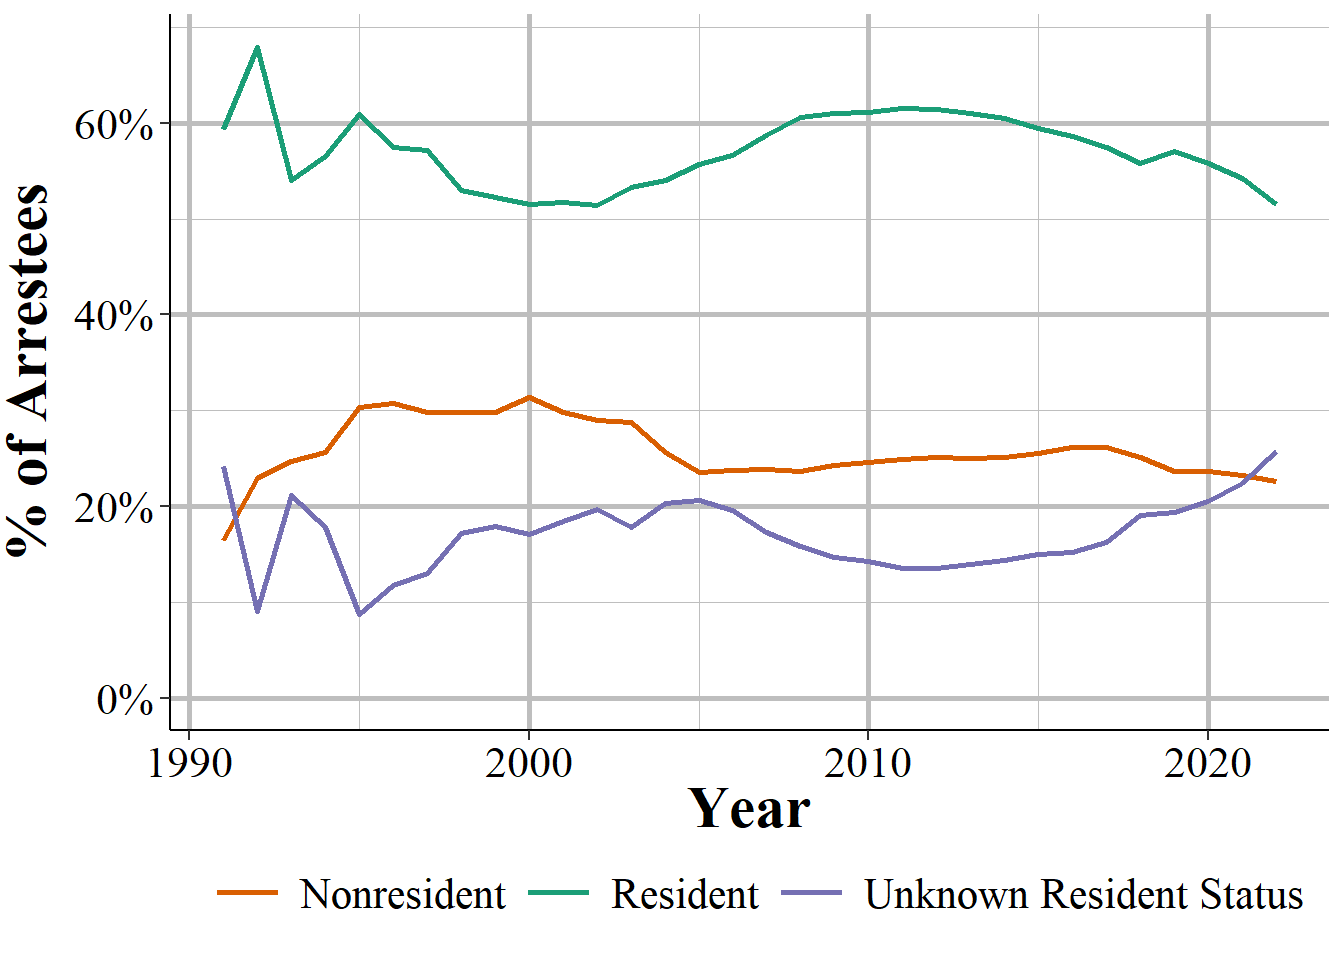 % of Arrestees
60%
40%
20%
0%
1990 2000 2010 2020
Year
Nonresident Resident Unknown Resident Status